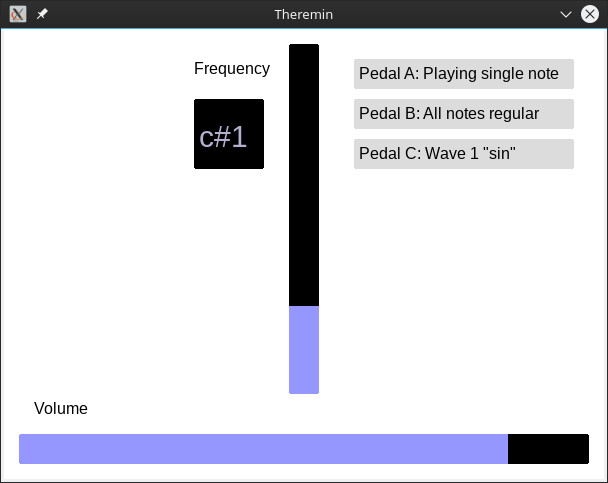 Theremin
Frequency
c#1
Pedal A: Playing single note
Pedal B: All notes regular
Pedal C: Wave 1 "sin"
Volume